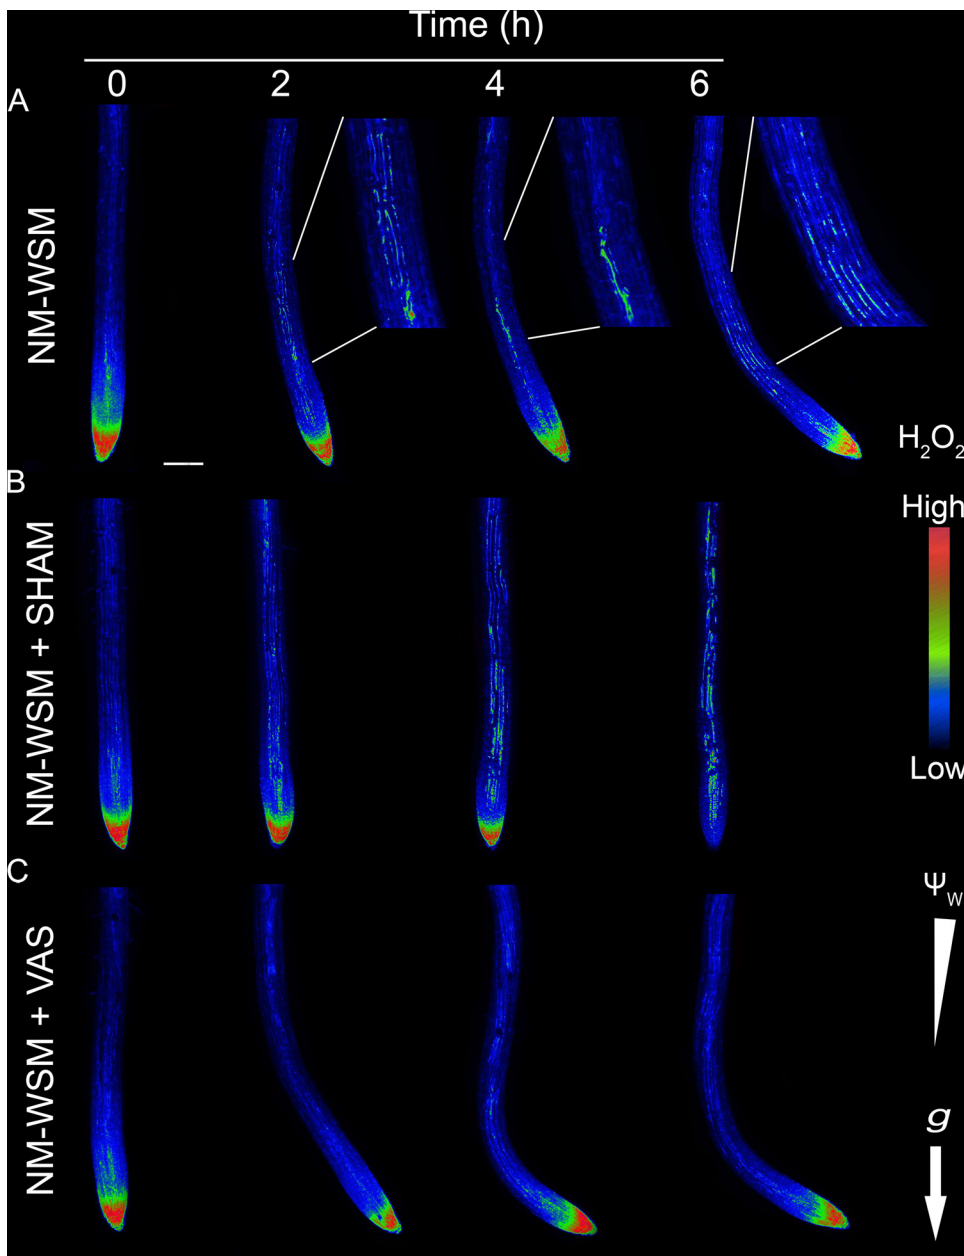 Time (h)
0 2 4 6
A
NM-WSM
H₂O₂
B
NM-WSM + SHAM
High
Low
C
NM-WSM + VAS
Ψw
g